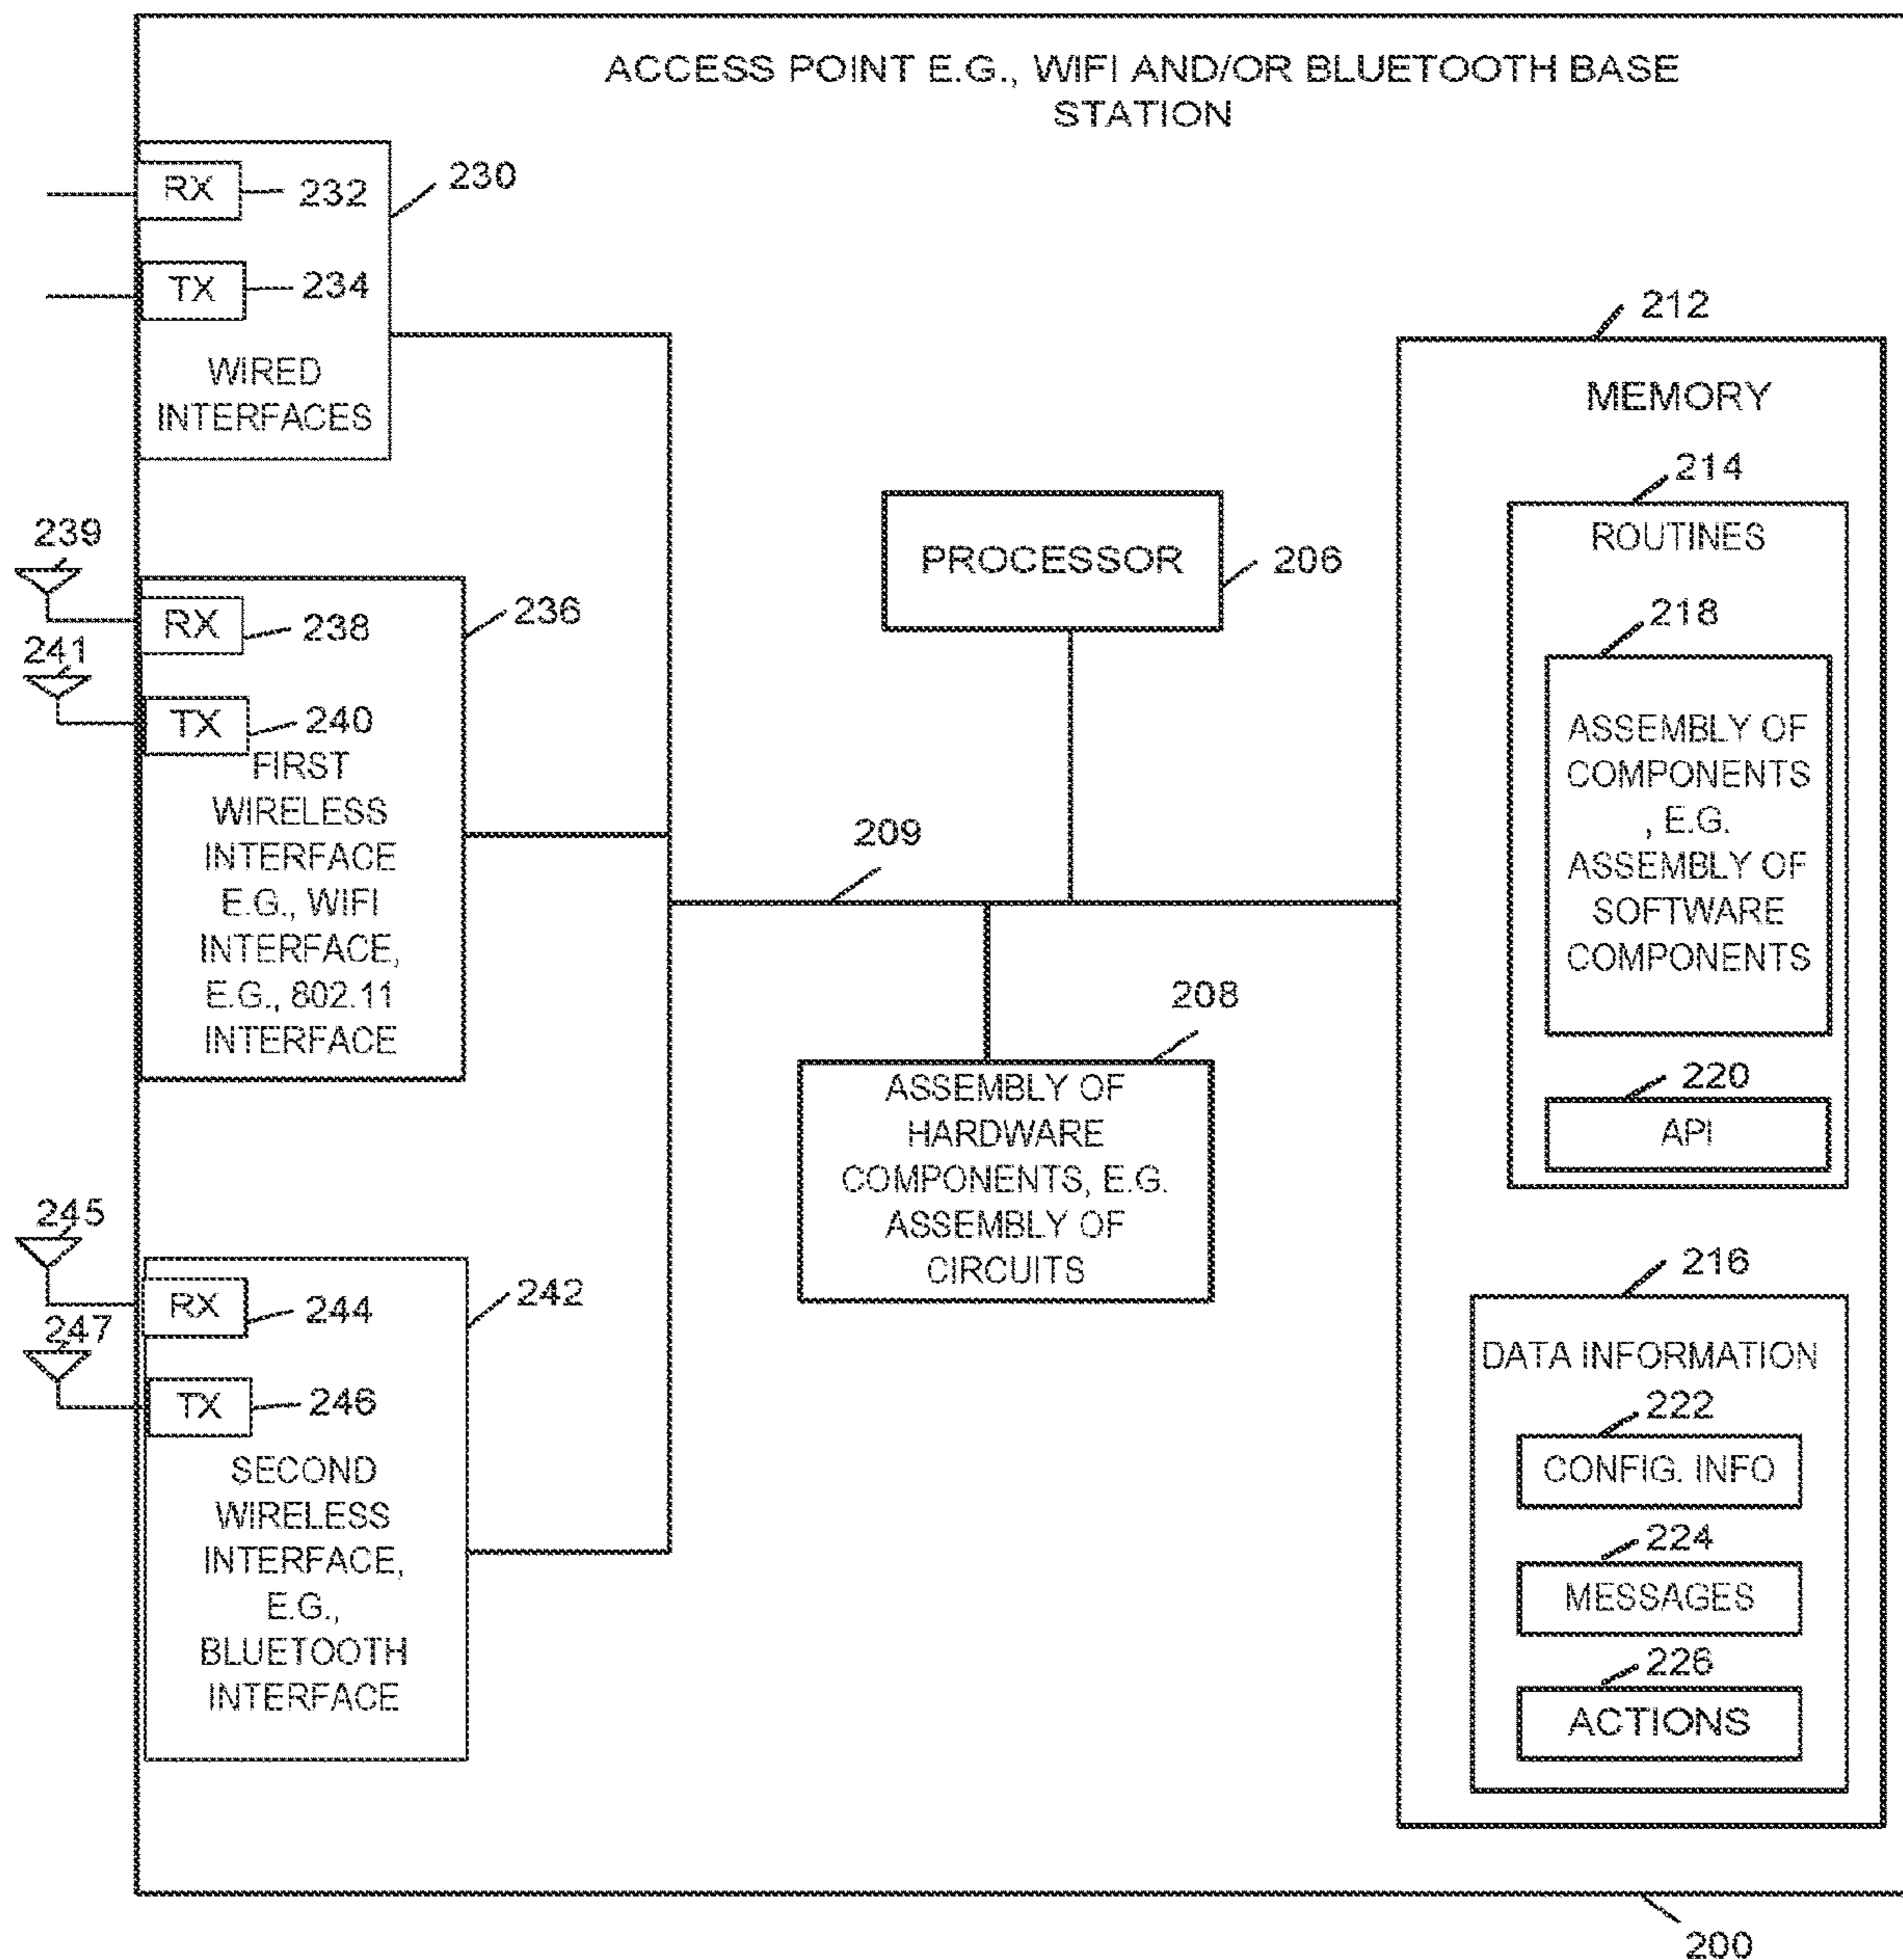 ACCESS POINT E.G., WIFI AND/OR BLUETOOTH BASE
STATION
RX
232
230
TX
234
WIRED
INTERFACES
239
RX
238
236
241
TX
240
FIRST
WIRELESS
INTERFACE
E.G., WIFI
INTERFACE,
E.G., 802.11
INTERFACE
245
RX
244
242
247
TX
246
SECOND
WIRELESS
INTERFACE,
E.G.,
BLUETOOTH
INTERFACE
PROCESSOR
206
209
208
ASSEMBLY OF
HARDWARE
COMPONENTS, E.G.
ASSEMBLY OF
CIRCUITS
212
MEMORY
214
ROUTINES
218
ASSEMBLY OF
COMPONENTS
, E.G.
ASSEMBLY OF
SOFTWARE
COMPONENTS
220
API
216
DATA INFORMATION
222
CONFIG. INFO
224
MESSAGES
226
ACTIONS
200